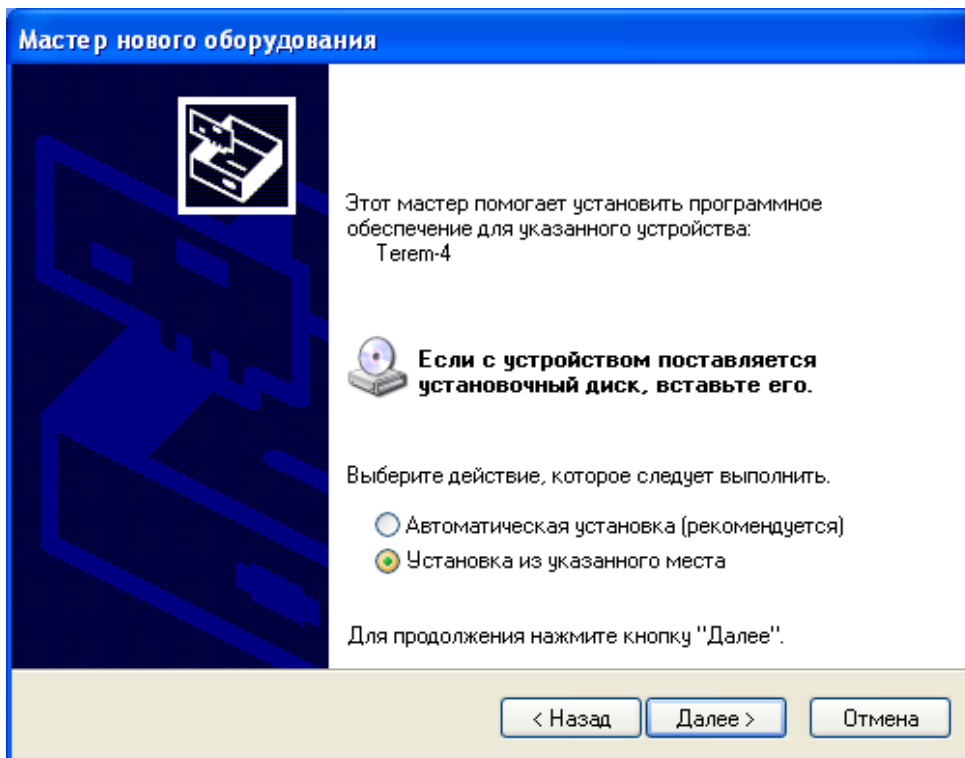 Мастер нового оборудования
Этот мастер помогает установить программное
обеспечение для указанного устройства:
Terem-4
Если с устройством поставляется
установочный диск, вставьте его.
Выберите действие, которое следует выполнить.
Автоматическая установка (рекомендуется)
Установка из указанного места
Для продолжения нажмите кнопку "Далее".
< Назад
Далее >
Отмена